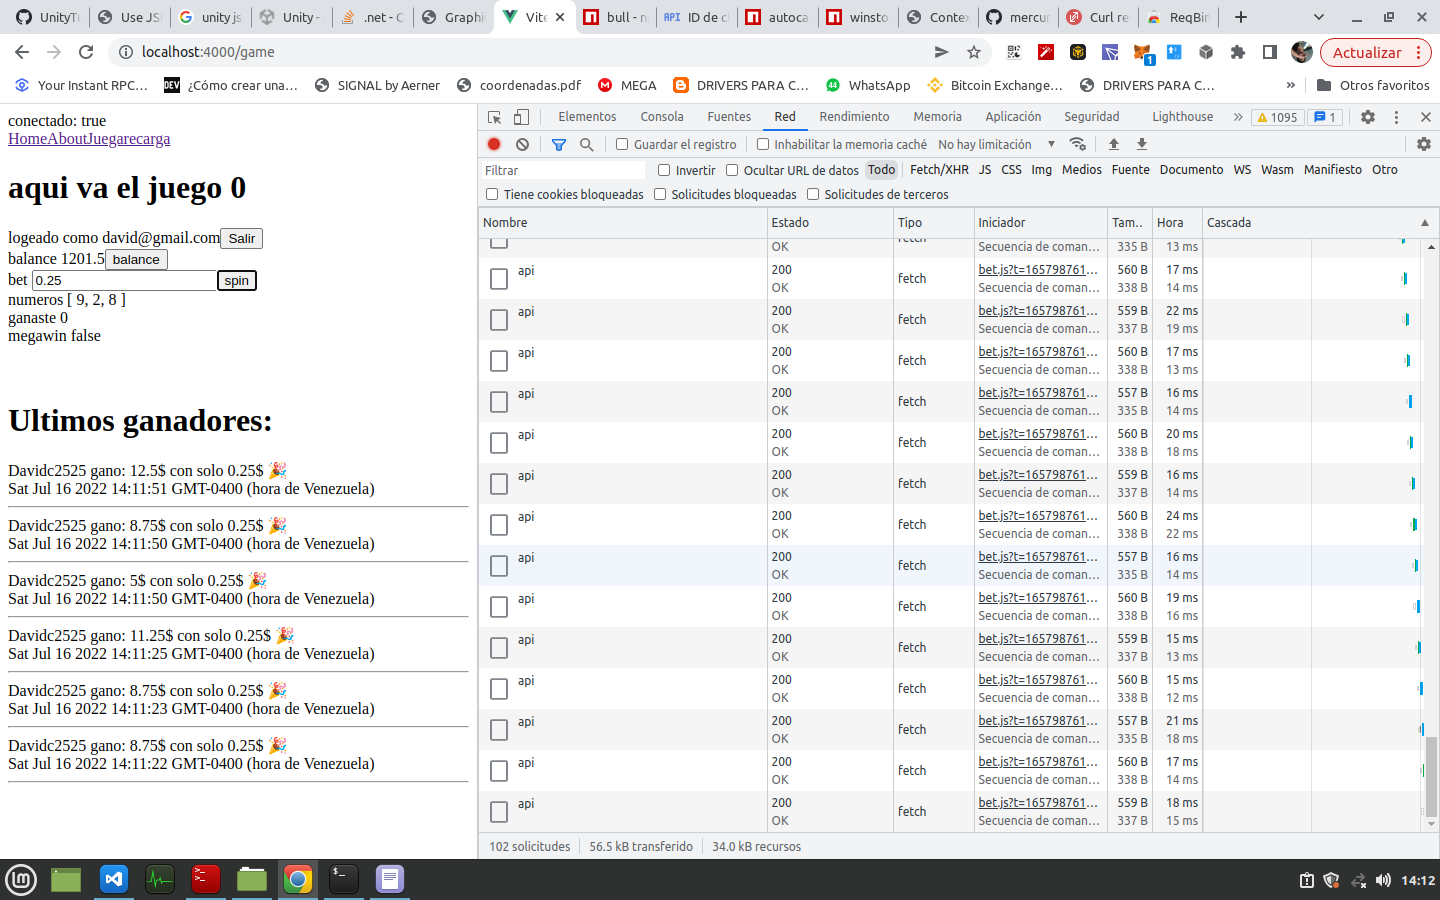 UnityTu
Use JS
unity js
Unity -
.net - C
Graphi
Vite
bull - n
ID de cl
autoca
winsto
Contex
mercur
Curl re
ReqBin
localhost:4000/game
Actualizar
Your Instant RPC...
¿Cómo crear una...
SIGNAL by Aerner
coordenadas.pdf
MEGA
DRIVERS PARA C...
WhatsApp
Bitcoin Exchange...
DRIVERS PARA C...
»
Otros favoritos
conectado: true
HomeAboutJuegarecarga
aqui va el juego 0
logeado como david@gmail.com Salir
balance 1201.5 balance
bet 0.25 spin
numeros [ 9, 2, 8 ]
ganaste 0
megawin false
Ultimos ganadores:
Davidc2525 gano: 12.5$ con solo 0.25$ 🎉
Sat Jul 16 2022 14:11:51 GMT-0400 (hora de Venezuela)
Davidc2525 gano: 8.75$ con solo 0.25$ 🎉
Sat Jul 16 2022 14:11:50 GMT-0400 (hora de Venezuela)
Davidc2525 gano: 5$ con solo 0.25$ 🎉
Sat Jul 16 2022 14:11:50 GMT-0400 (hora de Venezuela)
Davidc2525 gano: 11.25$ con solo 0.25$ 🎉
Sat Jul 16 2022 14:11:25 GMT-0400 (hora de Venezuela)
Davidc2525 gano: 8.75$ con solo 0.25$ 🎉
Sat Jul 16 2022 14:11:23 GMT-0400 (hora de Venezuela)
Davidc2525 gano: 8.75$ con solo 0.25$ 🎉
Sat Jul 16 2022 14:11:22 GMT-0400 (hora de Venezuela)
Elementos Consola Fuentes Red Rendimiento Memoria Aplicación Seguridad Lighthouse » 1095 1
Guardar el registro Inhabilitar la memoria caché No hay limitación
Filtrar Invertir Ocultar URL de datos Todo Fetch/XHR JS CSS Img Medios Fuente Documento WS Wasm Manifiesto Otro
Tiene cookies bloqueadas Solicitudes bloqueadas Solicitudes de terceros
Nombre Estado Tipo Iniciador Tam... Hora Cascada
OK fetch Secuencia de coman... 335 B 13 ms
api 200 fetch bet.js?t=165798761... 560 B 17 ms
OK Secuencia de coman... 338 B 14 ms
api 200 fetch bet.js?t=165798761... 559 B 22 ms
OK Secuencia de coman... 337 B 19 ms
api 200 fetch bet.js?t=165798761... 560 B 17 ms
OK Secuencia de coman... 338 B 13 ms
api 200 fetch bet.js?t=165798761... 557 B 16 ms
OK Secuencia de coman... 335 B 14 ms
api 200 fetch bet.js?t=165798761... 560 B 20 ms
OK Secuencia de coman... 338 B 18 ms
api 200 fetch bet.js?t=165798761... 559 B 16 ms
OK Secuencia de coman... 337 B 14 ms
api 200 fetch bet.js?t=165798761... 560 B 24 ms
OK Secuencia de coman... 338 B 22 ms
api 200 fetch bet.js?t=165798761... 557 B 16 ms
OK Secuencia de coman... 335 B 14 ms
api 200 fetch bet.js?t=165798761... 560 B 19 ms
OK Secuencia de coman... 338 B 16 ms
api 200 fetch bet.js?t=165798761... 559 B 15 ms
OK Secuencia de coman... 337 B 13 ms
api 200 fetch bet.js?t=165798761... 560 B 15 ms
OK Secuencia de coman... 338 B 12 ms
api 200 fetch bet.js?t=165798761... 557 B 21 ms
OK Secuencia de coman... 335 B 18 ms
api 200 fetch bet.js?t=165798761... 560 B 17 ms
OK Secuencia de coman... 338 B 14 ms
api 200 fetch bet.js?t=165798761... 559 B 18 ms
OK Secuencia de coman... 337 B 15 ms
102 solicitudes 56.5 kB transferido 34.0 kB recursos
14:12